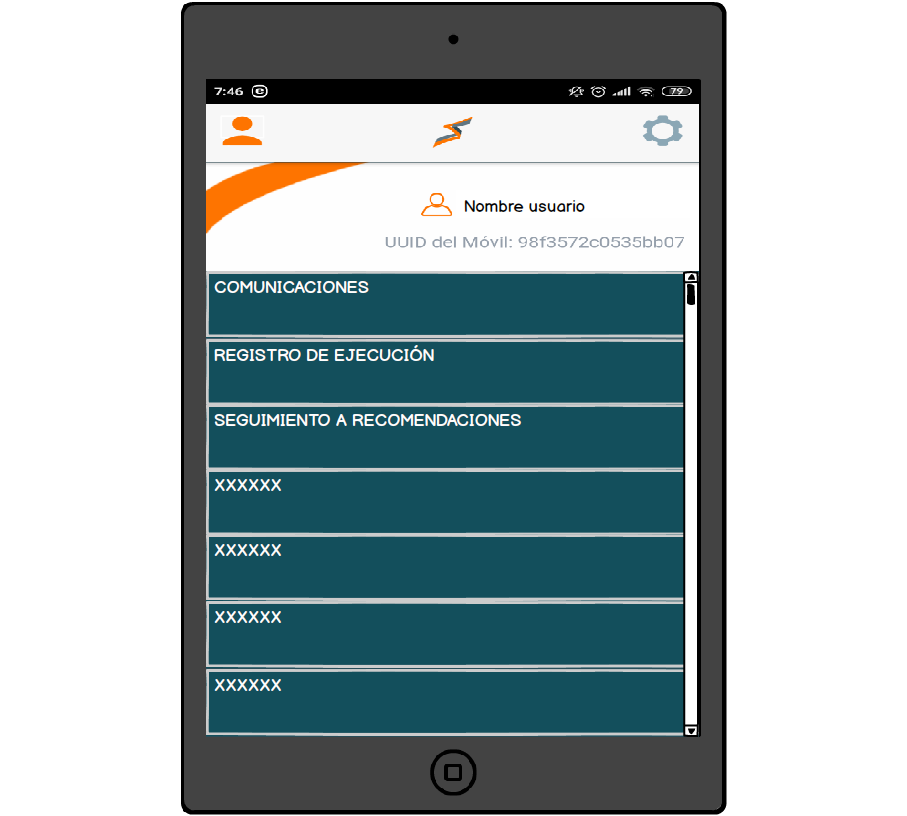 7:46
79
Nombre usuario
UUID del Móvil: 98f3572c0535bb07
COMUNICACIONES
REGISTRO DE EJECUCIÓN
SEGUIMIENTO A RECOMENDACIONES
XXXXXX
XXXXXX
XXXXXX
XXXXXX